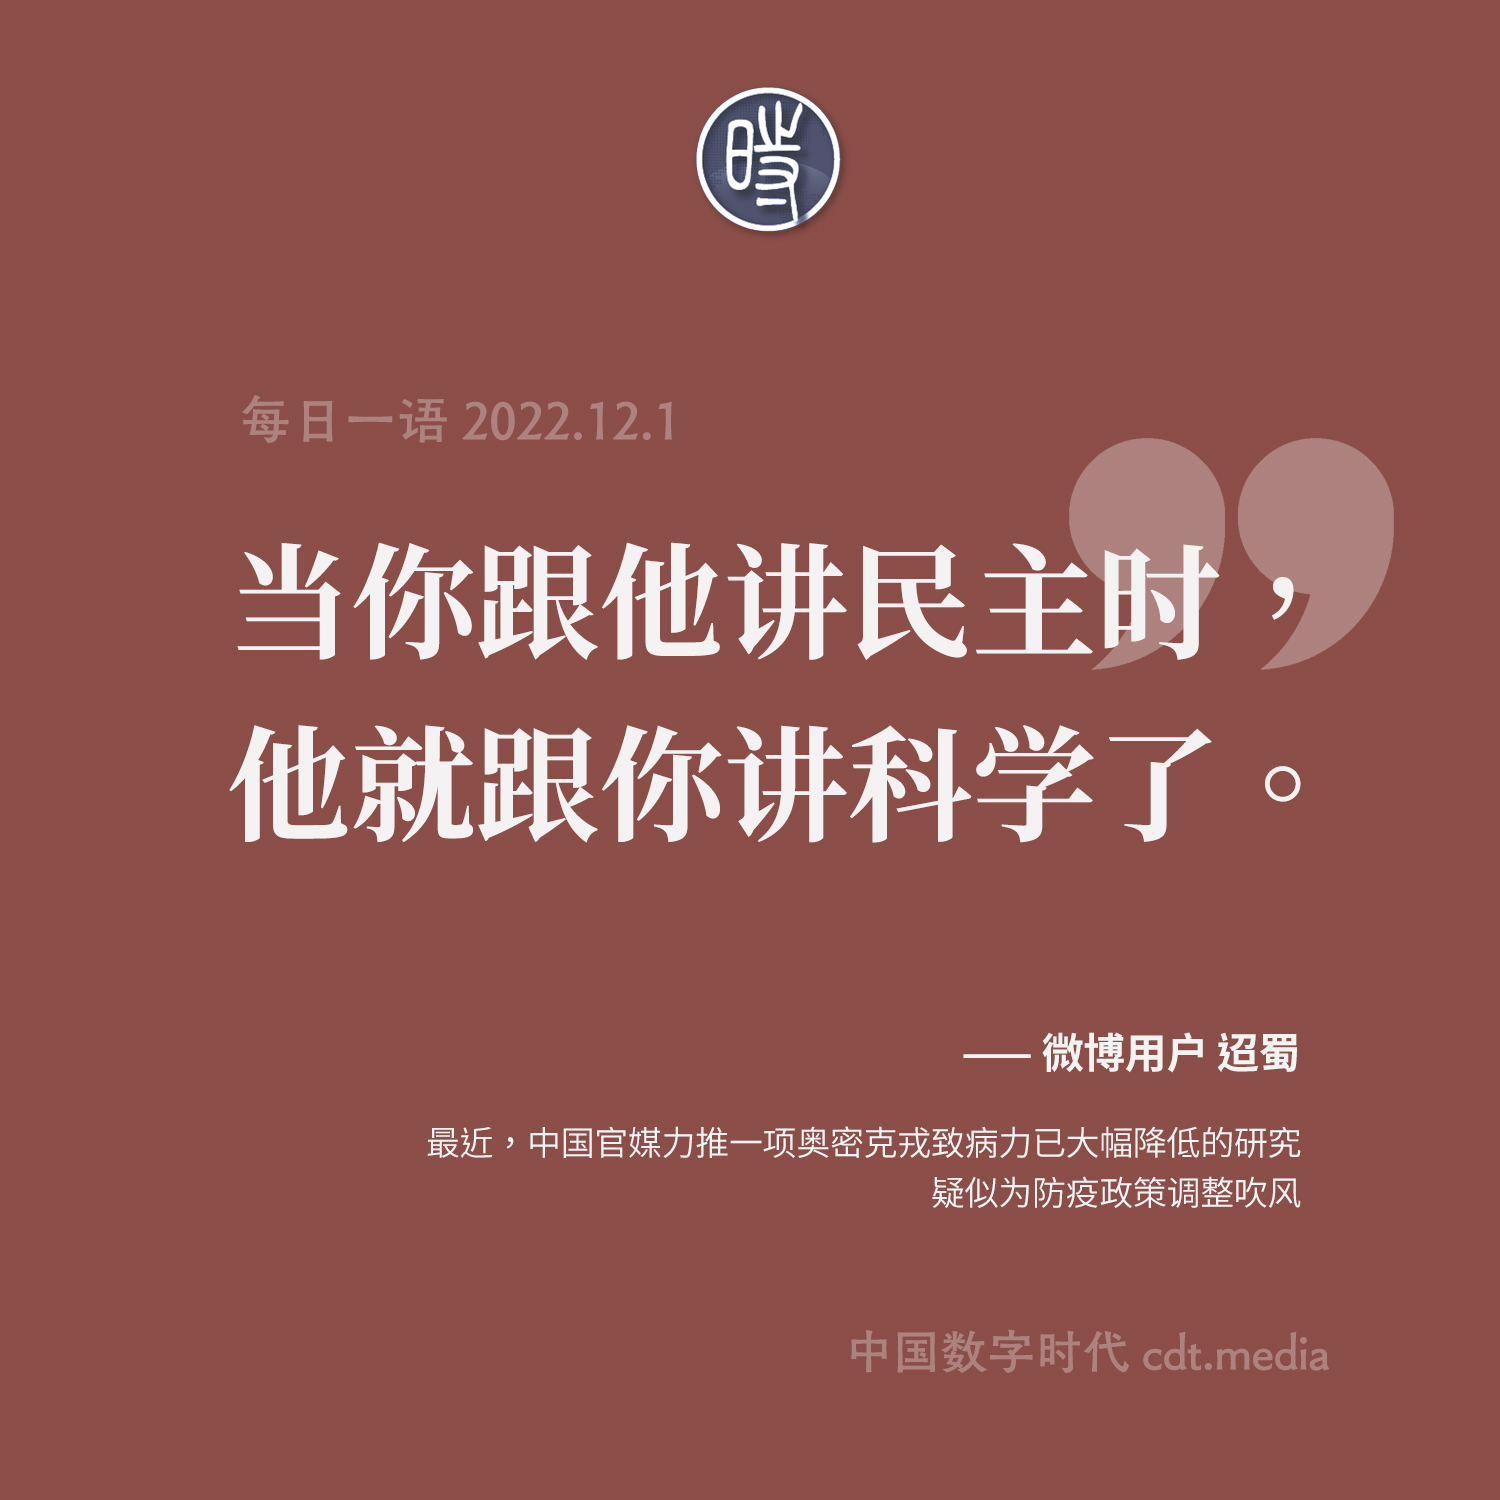 時
每日一语 2022.12.1
当你跟他讲民主时，
他就跟你讲科学了。
—— 微博用户 迢蜀
最近，中国官媒力推一项奥密克戎致病力已大幅降低的研究
疑似为防疫政策调整吹风
中国数字时代 cdt.media